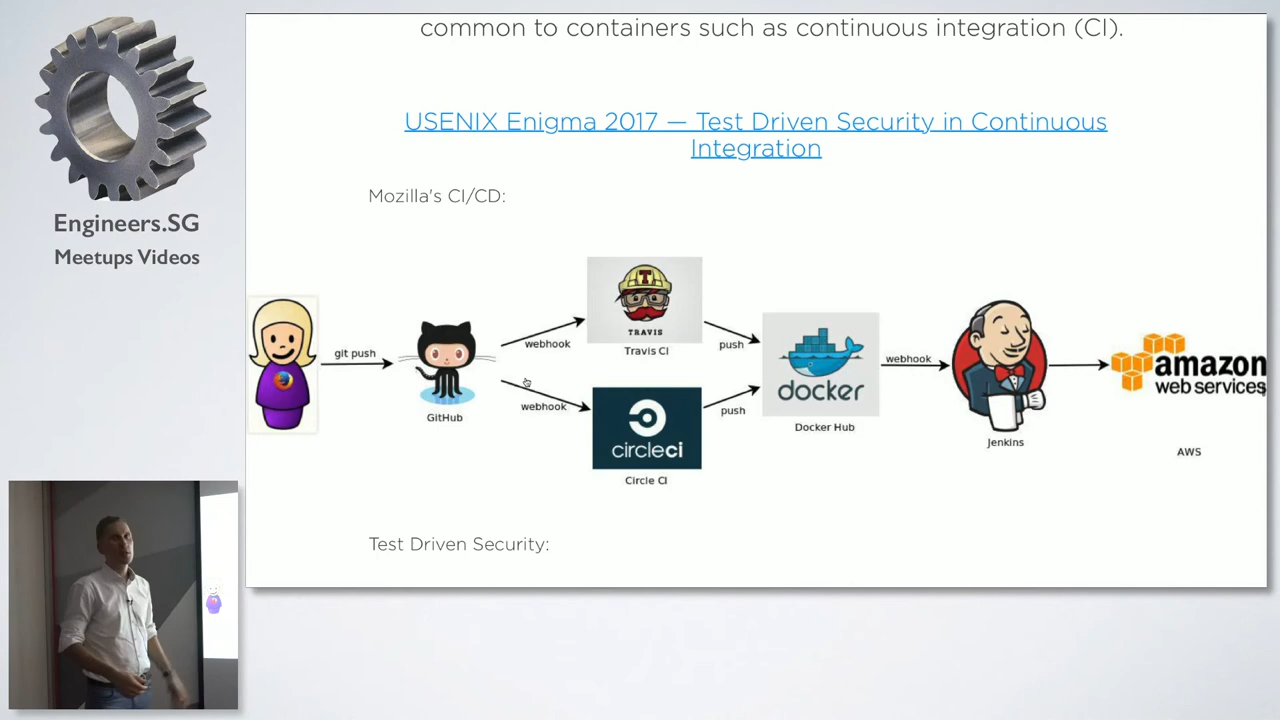 common to containers such as continuous integration (CI).
USENIX Enigma 2017 — Test Driven Security in Continuous
Integration
Mozilla's CI/CD:
git push
GitHub
webhook
webhook
T
TRAVIS
Travis CI
circleci
Circle CI
push
push
docker
Docker Hub
webhook
Jenkins
amazon
web services
AWS
Test Driven Security:
Engineers.SG
Meetups Videos